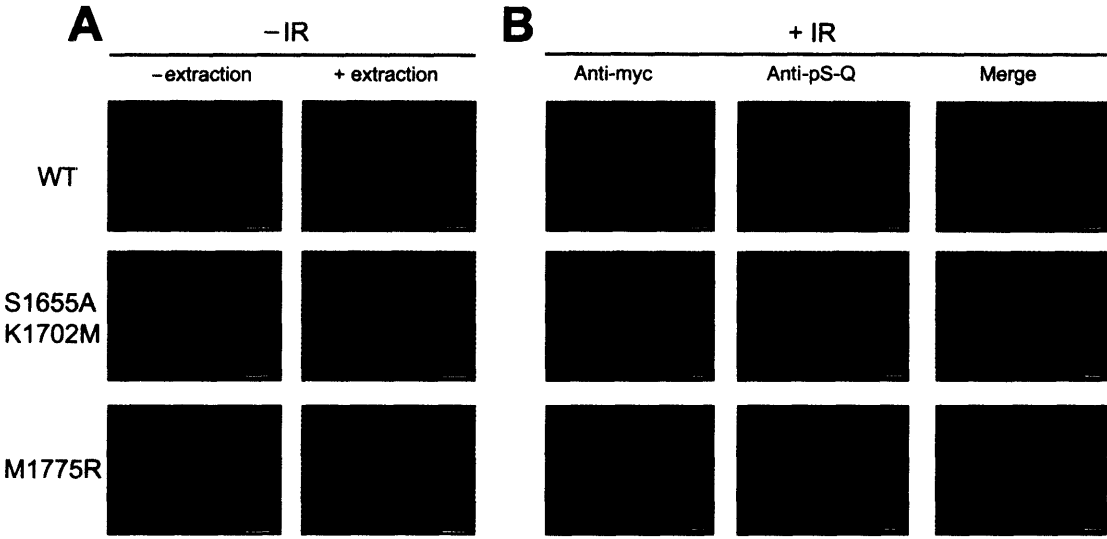 A
– IR
–extraction
+ extraction
B
+ IR
Anti-myc
Anti-pS-Q
Merge
WT
S1655A
K1702M
M1775R